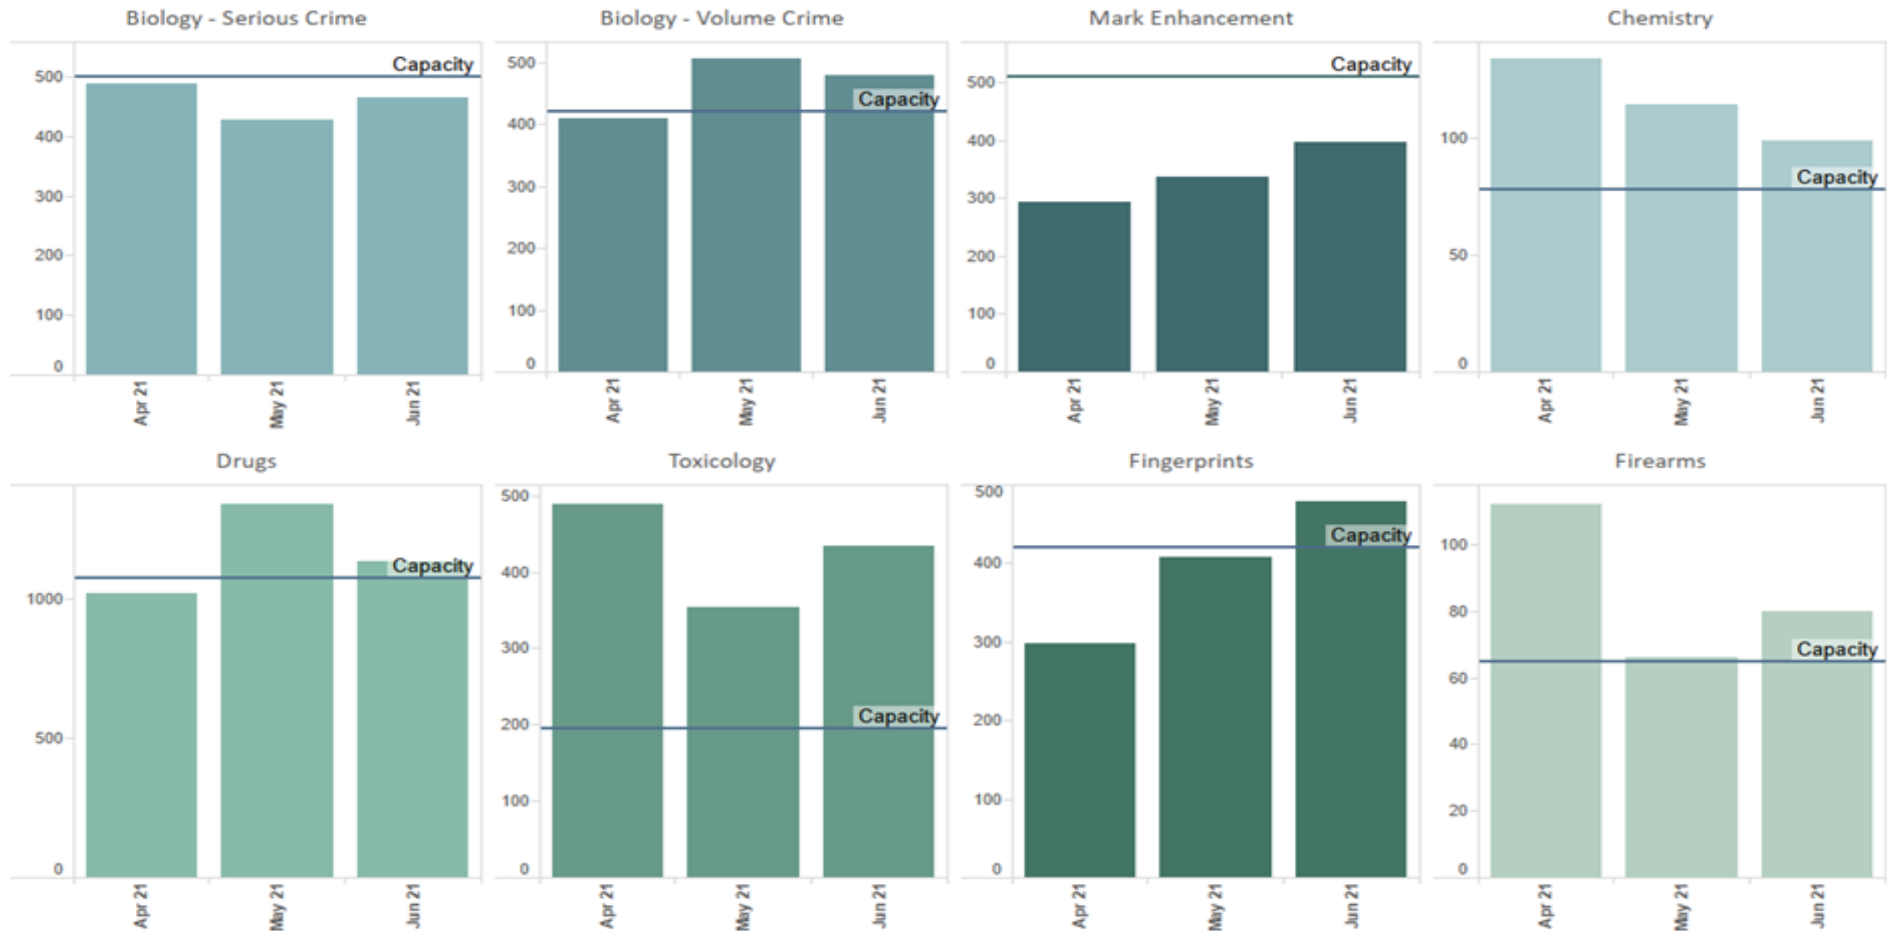 Biology - Serious Crime
Capacity
500
400
300
200
100
0
Apr 21
May 21
Jun 21
Biology - Volume Crime
Capacity
500
400
300
200
100
0
Apr 21
May 21
Jun 21
Mark Enhancement
Capacity
500
400
300
200
100
0
Apr 21
May 21
Jun 21
Chemistry
Capacity
100
50
0
Apr 21
May 21
Jun 21
Drugs
Capacity
1000
500
0
Apr 21
May 21
Jun 21
Toxicology
Capacity
500
400
300
200
100
0
Apr 21
May 21
Jun 21
Fingerprints
Capacity
500
400
300
200
100
0
Apr 21
May 21
Jun 21
Firearms
Capacity
100
80
60
40
20
0
Apr 21
May 21
Jun 21